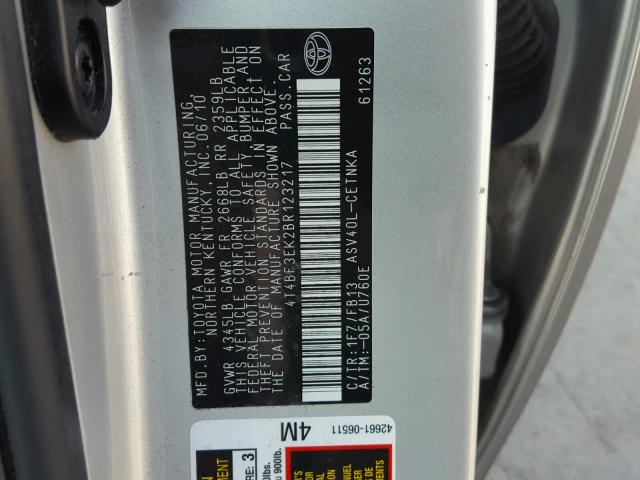 MFD.BY:TOYOTA MOTOR MANUFACTURING,
NORTHERN KENTUCKY, INC.06/10
GVWR 4345LB GAWR FR 2668LB RR 2359LB
THIS VEHICLE CONFORMS TO ALL APPLICABLE
FEDERAL MOTOR VEHICLE SAFETY, BUMPER AND
THEFT PREVENTION STANDARDS IN EFFECT ON
THE DATE OF MANUFACTURE SHOWN ABOVE.
4T4BF3EK2BR123217 PASS.CAR
C/TR:1F7/FB13 ASV40L-CETNKA
A/TM:-05A/U760E 61263
42661-06511
4M